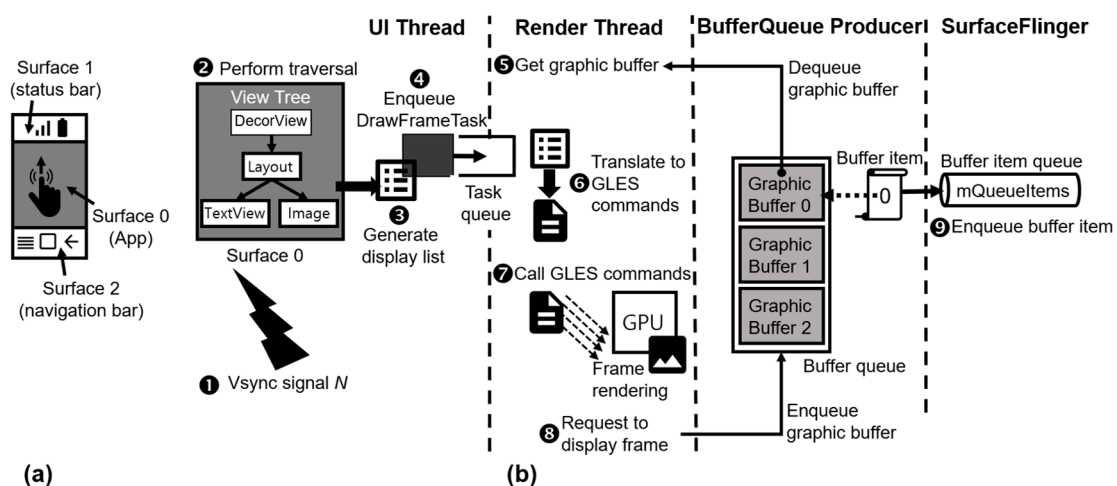 UI Thread
Render Thread
BufferQueue Producer
SurfaceFlinger
Surface 1
(status bar)
Surface 0
(App)
Surface 2
(navigation bar)
(a)
❷ Perform traversal
View Tree
DecorView
Layout
TextView
Image
Surface 0
❶ Vsync signal N
❸
Generate
display list
❹
Enqueue
DrawFrameTask
Task
queue
❺ Get graphic buffer
❻
Translate to
GLES
commands
❼ Call GLES commands
GPU
Frame
rendering
❽
Request to
display frame
Dequeue
graphic buffer
Graphic
Buffer 0
Graphic
Buffer 1
Graphic
Buffer 2
Buffer queue
Enqueue
graphic buffer
Buffer item
0
Buffer item queue
mQueueItems
❾ Enqueue buffer item
(b)